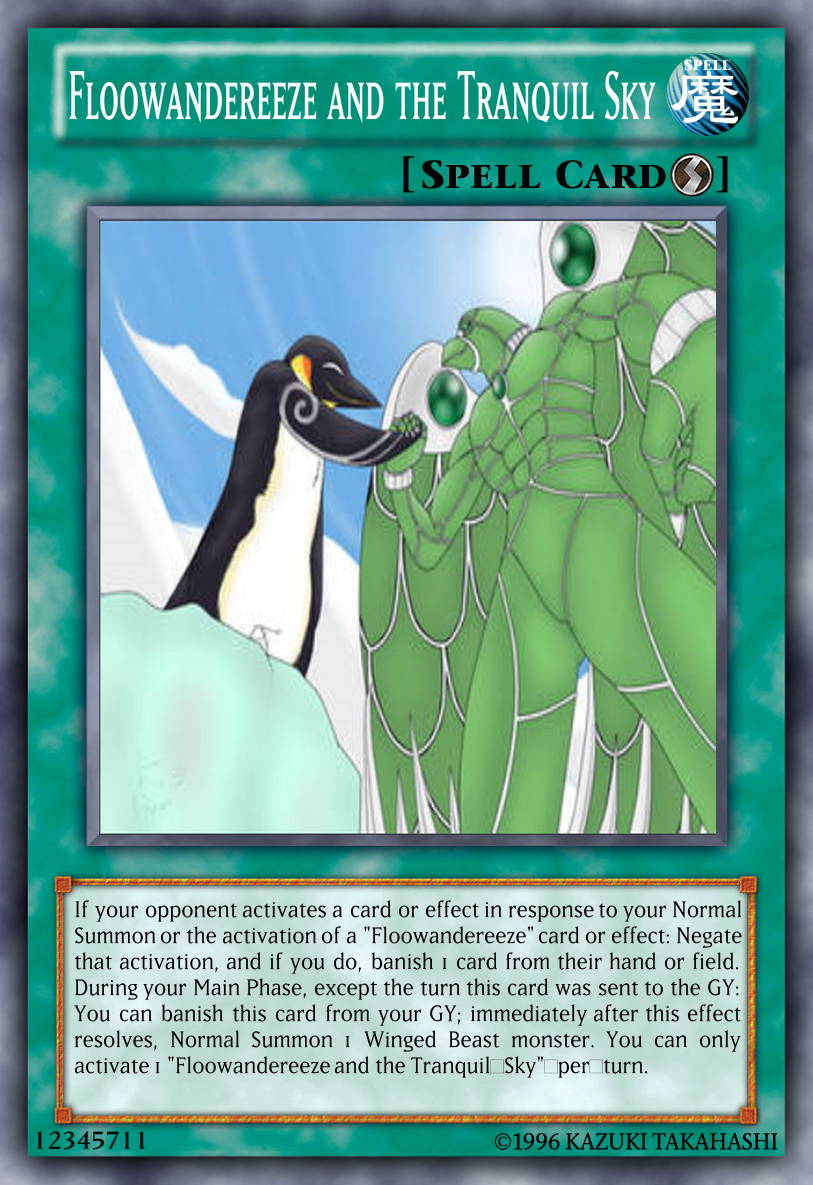 Floowandereeze and the Tranquil Sky
SPELL
魔
[Spell Card]
If your opponent activates a card or effect in response to your Normal
Summon or the activation of a "Floowandereeze" card or effect: Negate
that activation, and if you do, banish 1 card from their hand or field.
During your Main Phase, except the turn this card was sent to the GY:
You can banish this card from your GY; immediately after this effect
resolves, Normal Summon 1 Winged Beast monster. You can only
activate 1 "Floowandereeze and the Tranquil□Sky"□per□turn.
12345711
©1996 KAZUKI TAKAHASHI